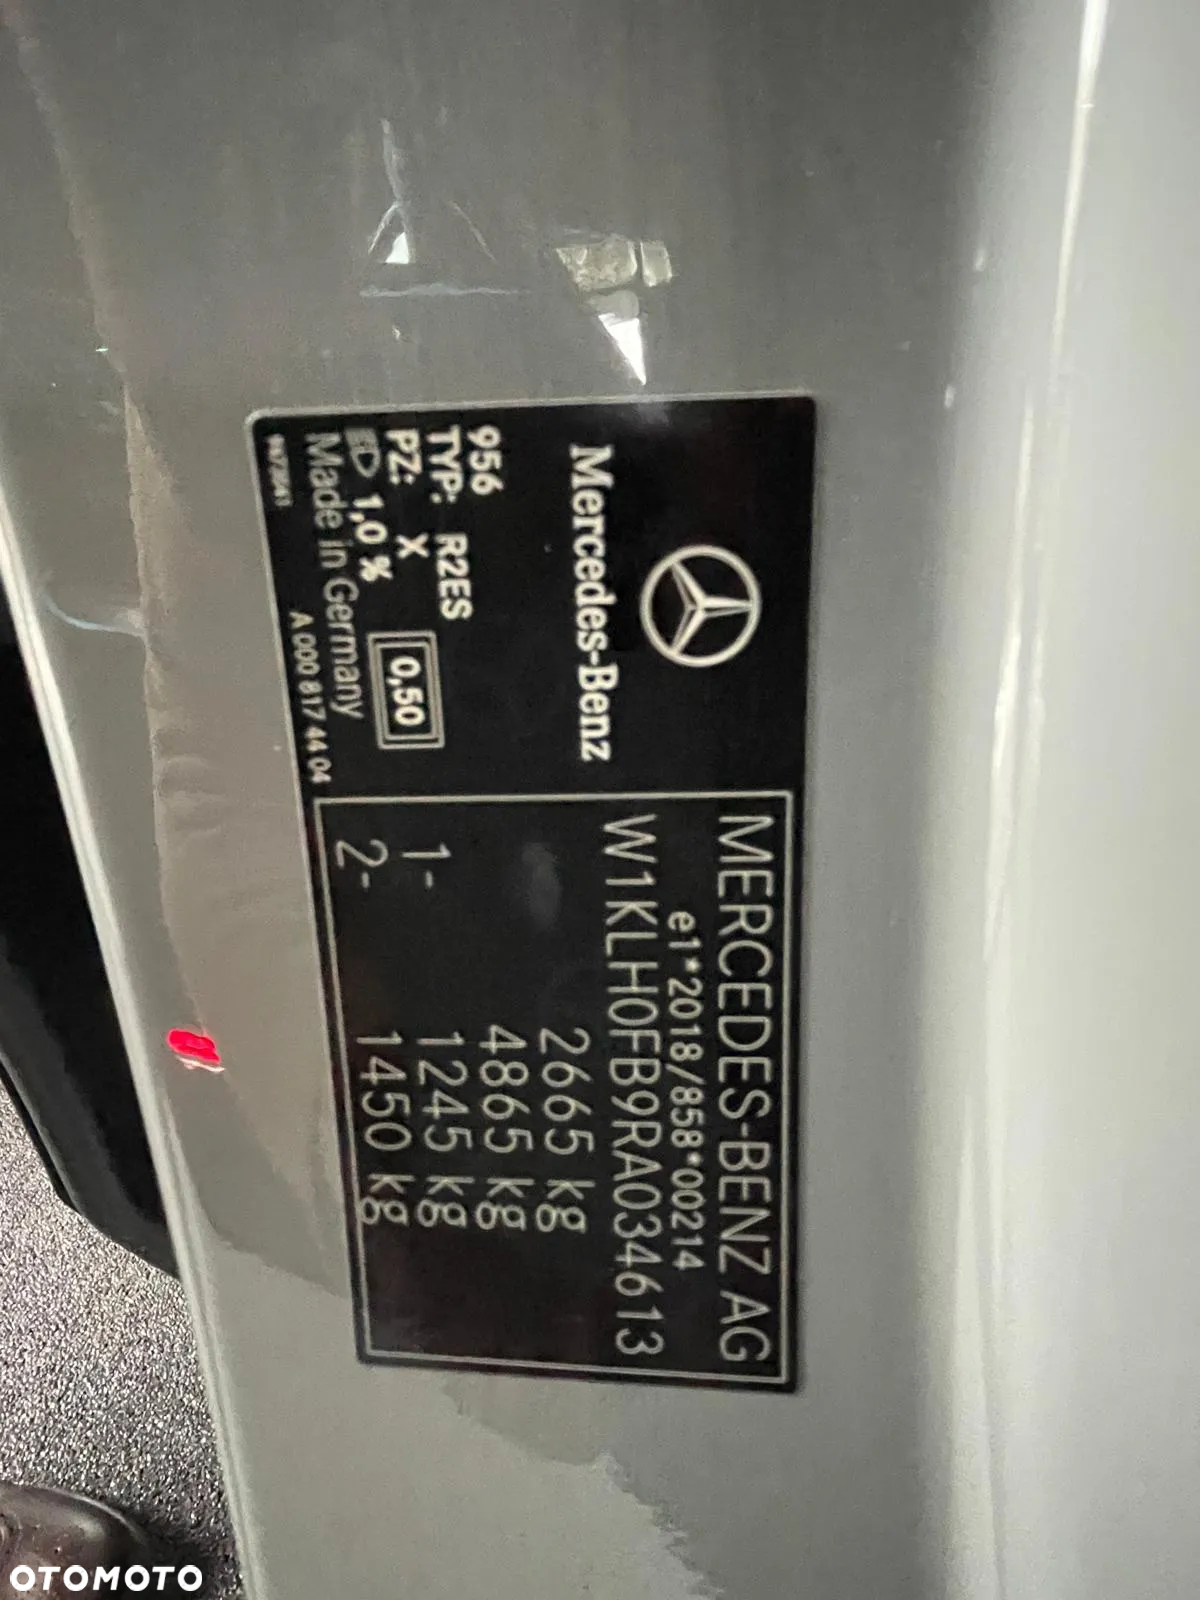 Mercedes-Benz
956
TYP: R2ES
PZ: X
1,0 %
0,50
Made in Germany
A 000 817 44 04
MERCEDES-BENZ AG
e1*2018/858*00214
W1KLH0FB9RA034613
2665 kg
4865 kg
1- 1245 kg
2- 1450 kg
OTOMOTO